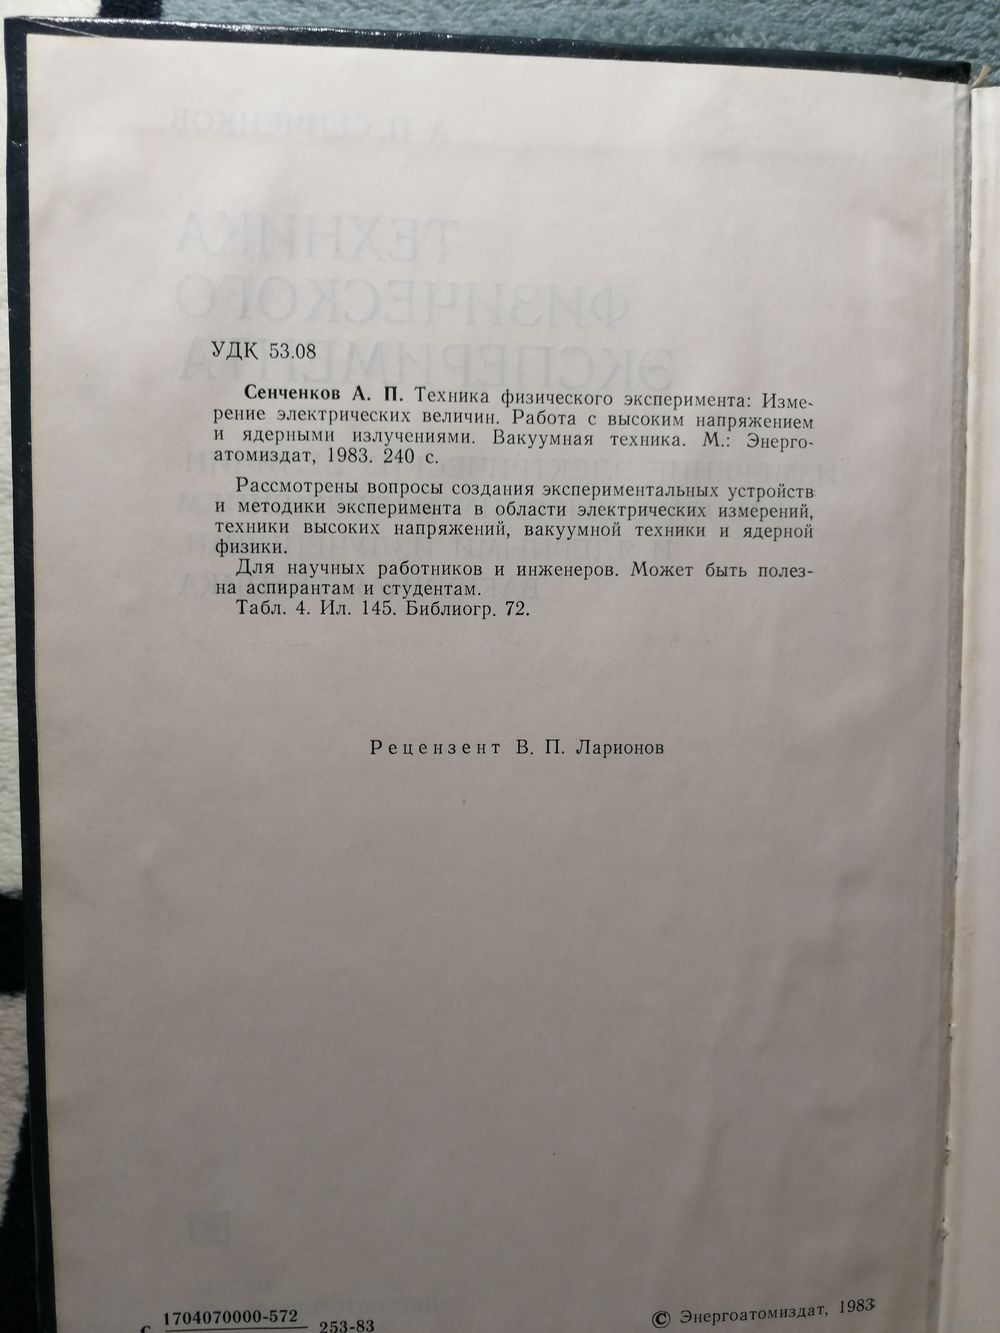 УДК 53.08
Сенченков А. П. Техника физического эксперимента: Изме-
рение электрических величин. Работа с высоким напряжением
и ядерными излучениями. Вакуумная техника. М.: Энерго-
атомиздат, 1983. 240 с.
Рассмотрены вопросы создания экспериментальных устройств
и методики эксперимента в области электрических измерений,
техники высоких напряжений, вакуумной техники и ядерной
физики.
Для научных работников и инженеров. Может быть полез-
на аспирантам и студентам.
Табл. 4. Ил. 145. Библиогр. 72.
Рецензент В. П. Ларионов
1704070000-572
С 253-83
© Энергоатомиздат, 1983